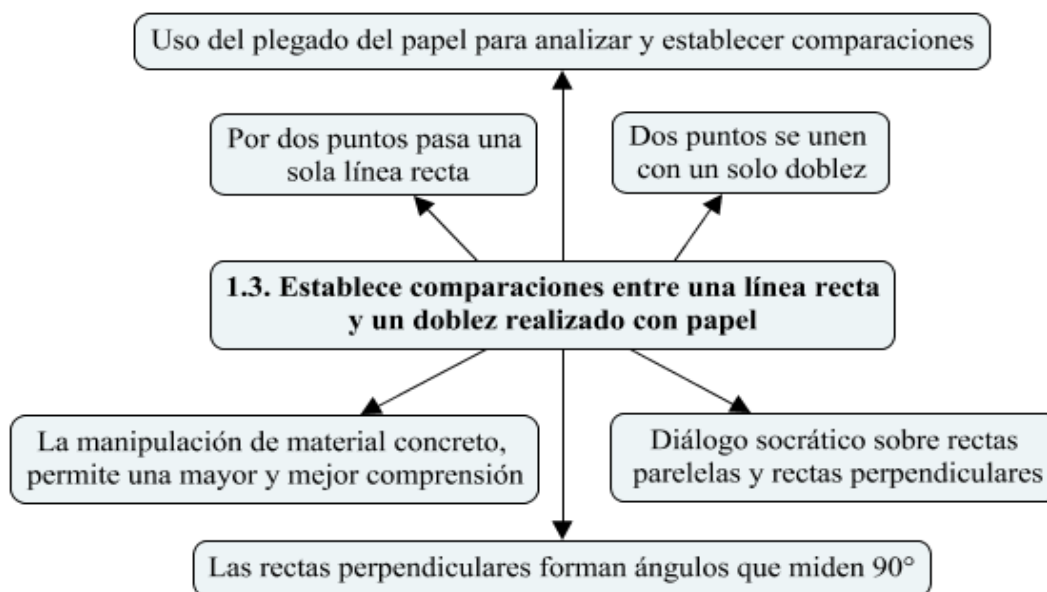 Uso del plegado del papel para analizar y establecer comparaciones
Por dos puntos pasa una
sola línea recta
Dos puntos se unen
con un solo doblez
1.3. Establece comparaciones entre una línea recta
y un doblez realizado con papel
La manipulación de material concreto,
permite una mayor y mejor comprensión
Diálogo socrático sobre rectas
parelelas y rectas perpendiculares
Las rectas perpendiculares forman ángulos que miden 90°